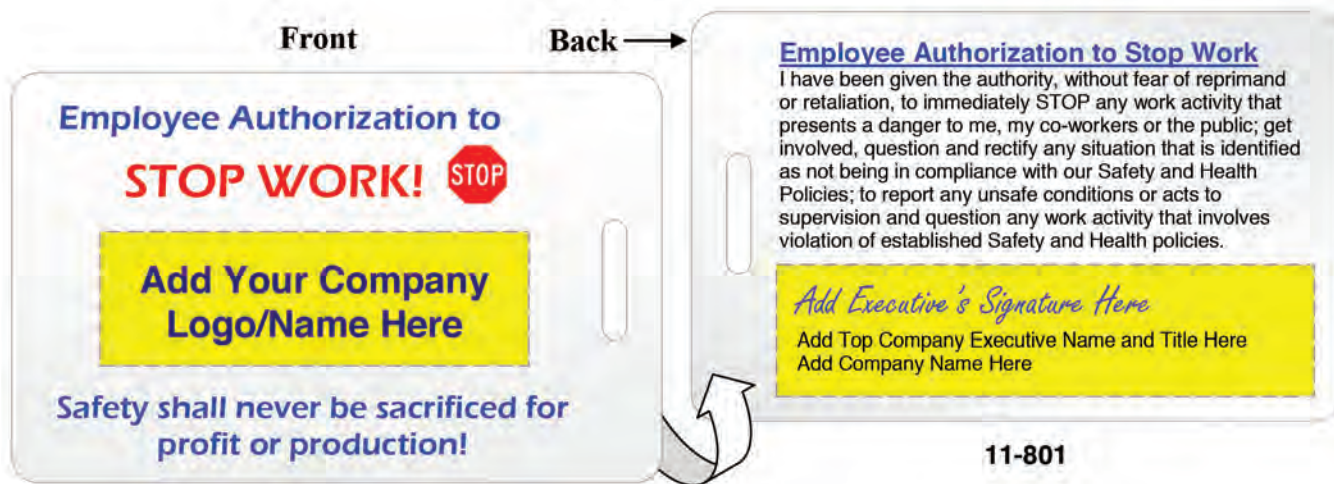 Front
Employee Authorization to
STOP WORK! STOP
Add Your Company
Logo/Name Here
Safety shall never be sacrificed for
profit or production!
Back
Employee Authorization to Stop Work
I have been given the authority, without fear of reprimand
or retaliation, to immediately STOP any work activity that
presents a danger to me, my co-workers or the public; get
involved, question and rectify any situation that is identified
as not being in compliance with our Safety and Health
Policies; to report any unsafe conditions or acts to
supervision and question any work activity that involves
violation of established Safety and Health policies.
Add Executive's Signature Here
Add Top Company Executive Name and Title Here
Add Company Name Here
11-801